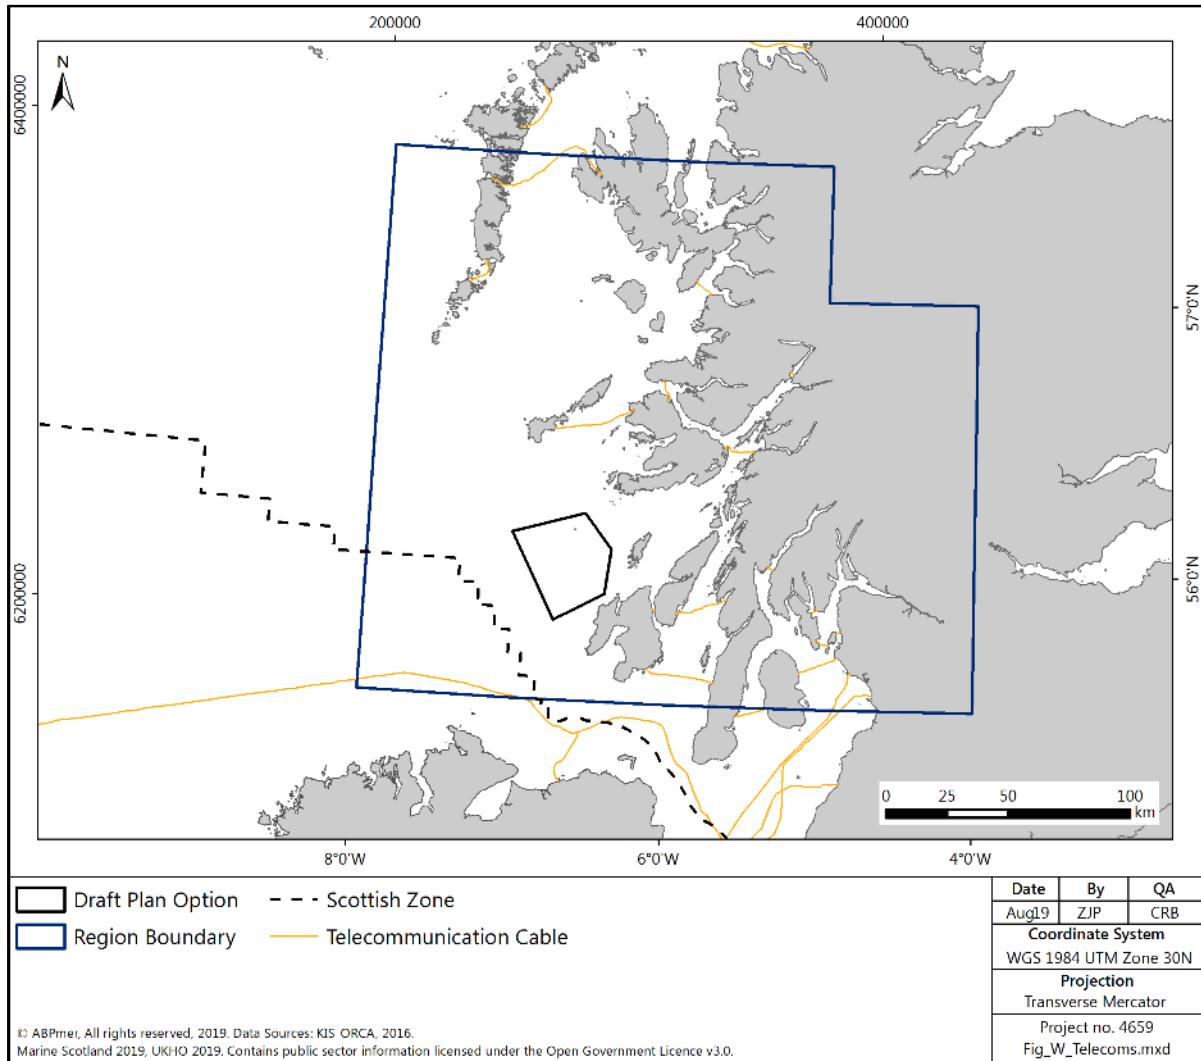 200000
400000
N
6400000
57°0'N
6200000
56°0'N
0 25 50 100
km
8°0'W
6°0'W
4°0'W
Draft Plan Option
Scottish Zone
Region Boundary
Telecommunication Cable
Date By QA
Aug19 ZJP CRB
Coordinate System
WGS 1984 UTM Zone 30N
Projection
Transverse Mercator
Project no. 4659
Fig_W_Telecoms.mxd
© ABPmer, All rights reserved, 2019. Data Sources: KIS ORCA, 2016.
Marine Scotland 2019, UKHO 2019. Contains public sector information licensed under the Open Government Licence v3.0.